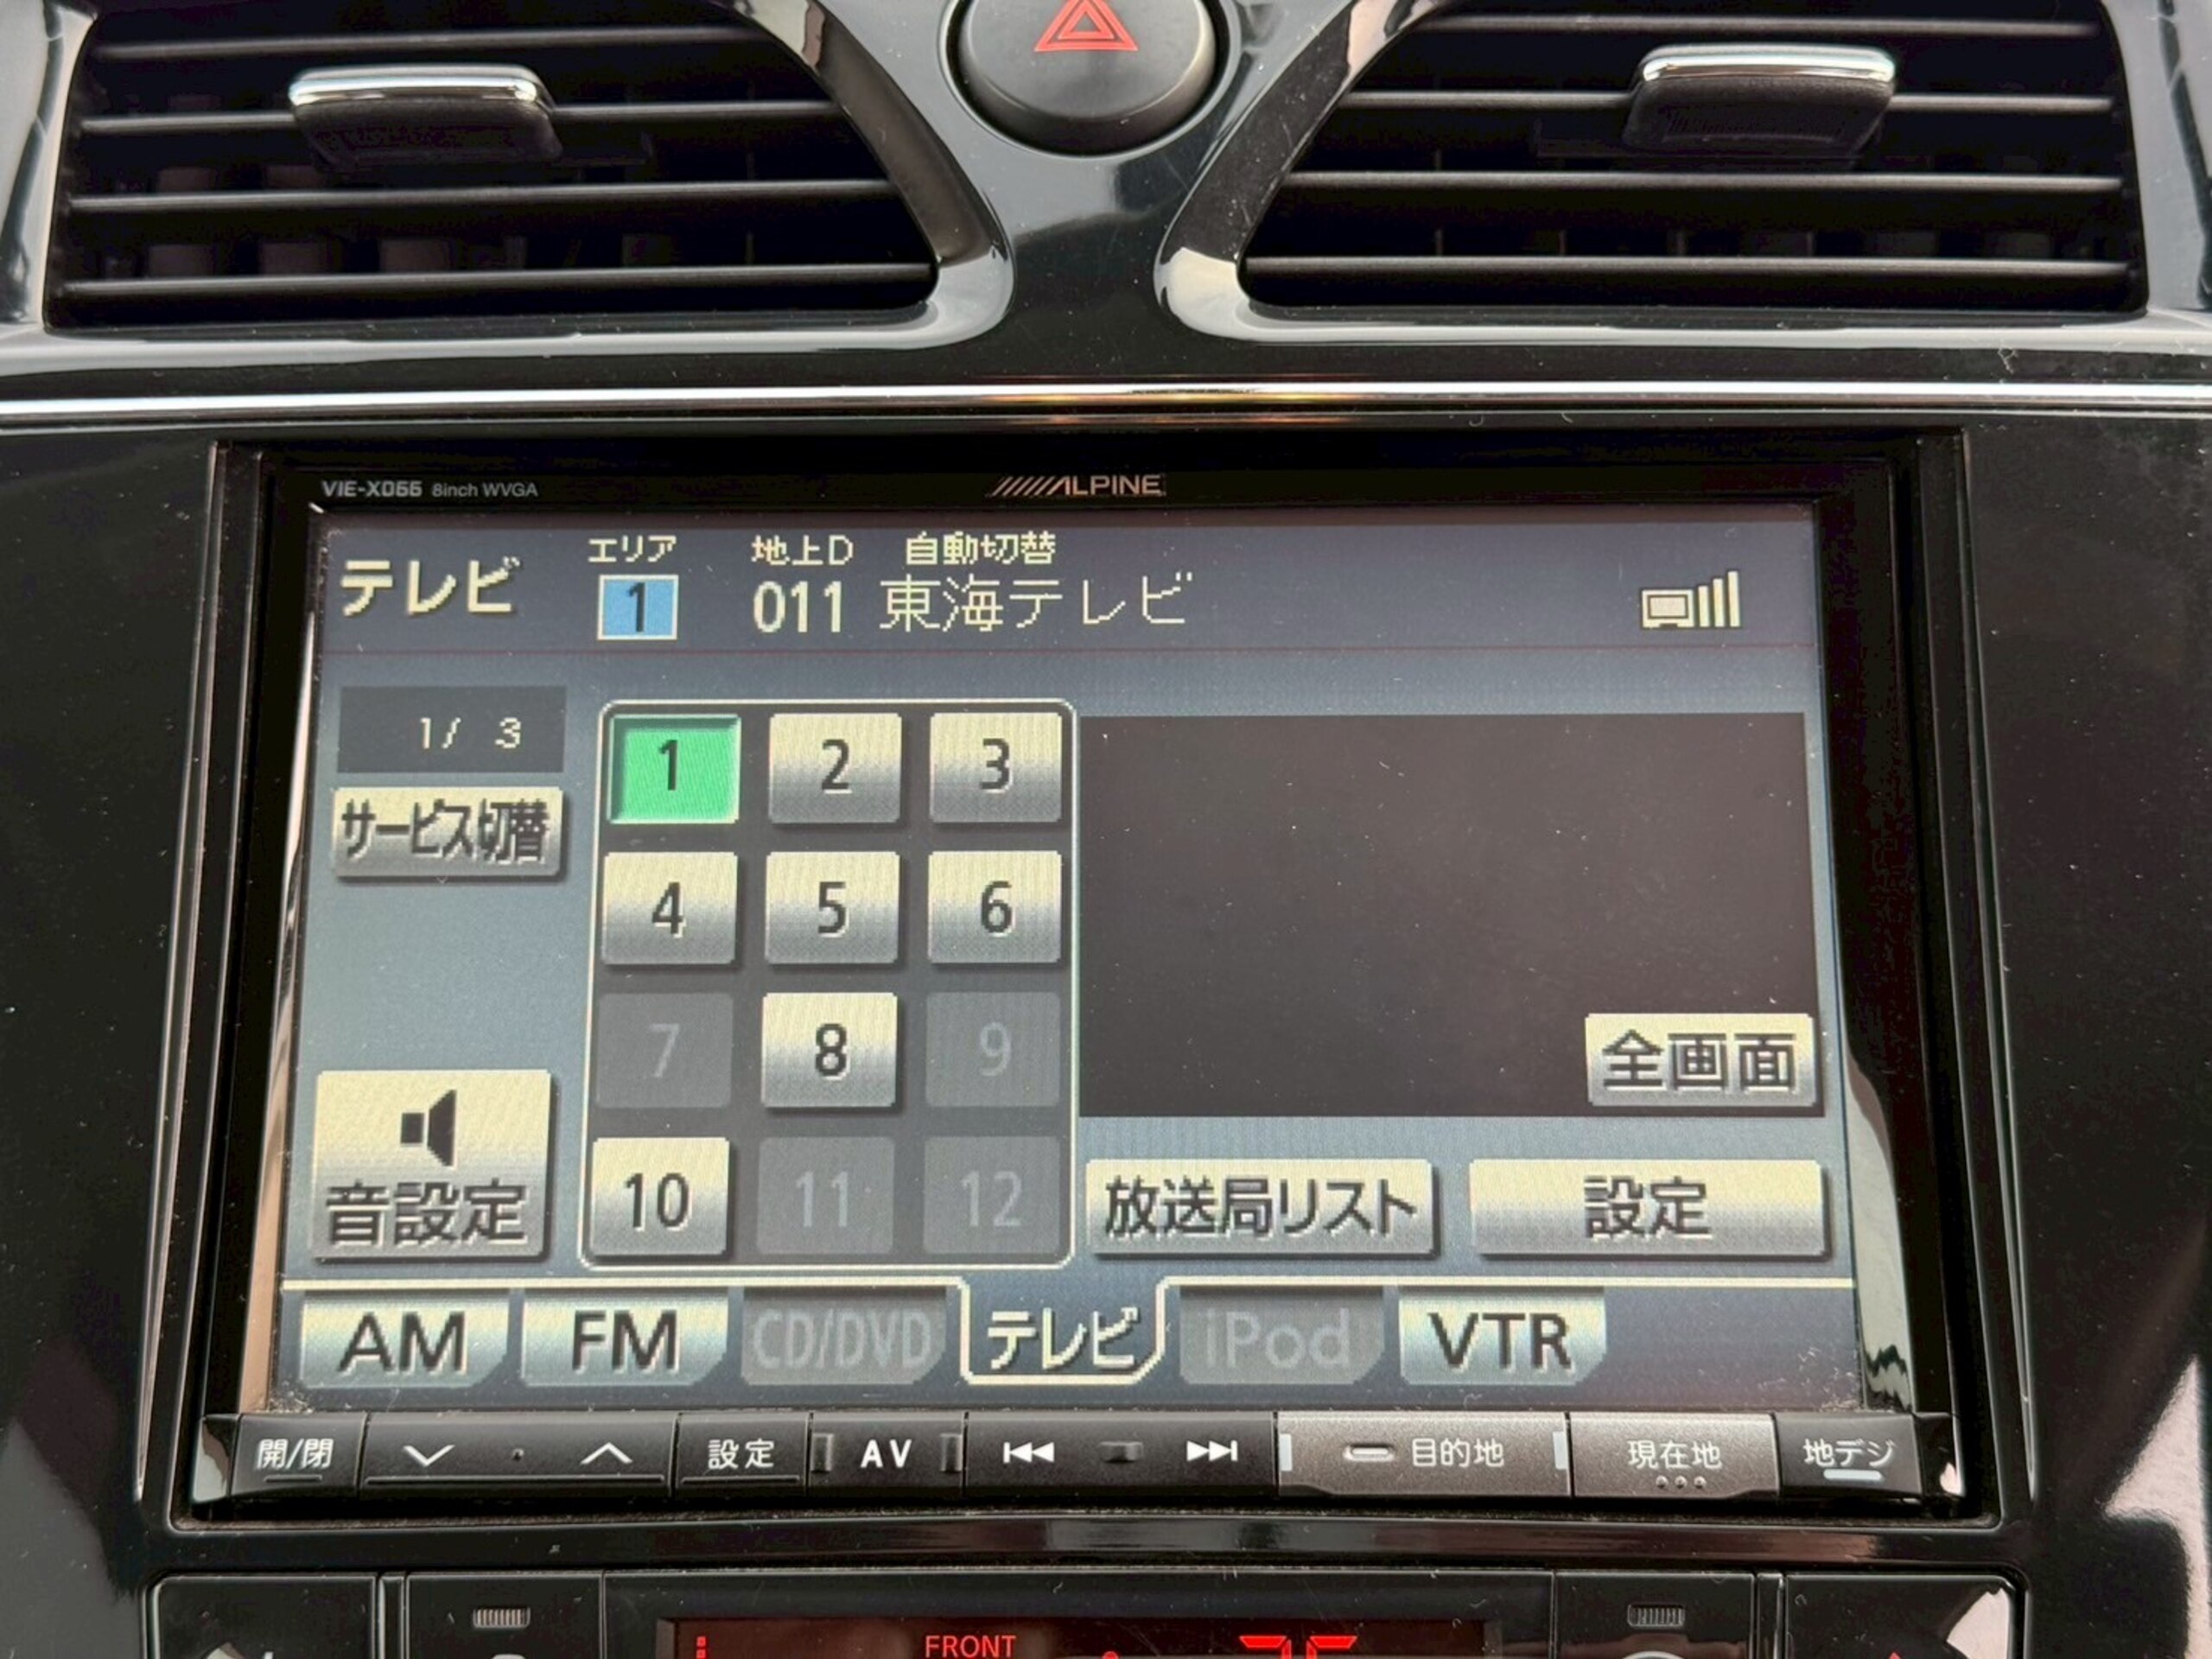 VIE-X066 8inch WVGA
ALPINE
エリア 地上D 自動切替
テレビ 1 011 東海テレビ
1/ 3
サービス切替
1 2 3
4 5 6
7 8 9
全画面
音設定
10 11 12
放送局リスト 設定
AM FM CD/DVD テレビ iPod VTR
開/閉 設定 AV 目的地 現在地 地デジ
FRONT